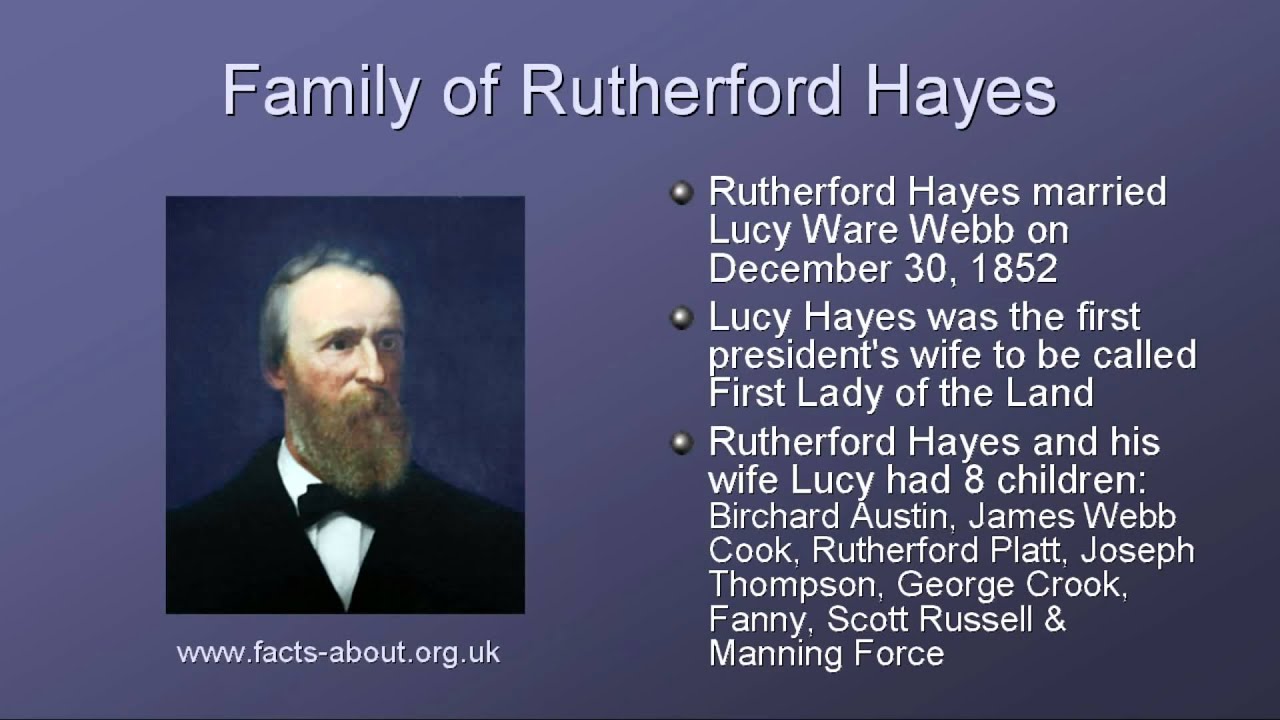 Family of Rutherford Hayes
Rutherford Hayes married
Lucy Ware Webb on
December 30, 1852
Lucy Hayes was the first
president's wife to be called
First Lady of the Land
Rutherford Hayes and his
wife Lucy had 8 children:
Birchard Austin, James Webb
Cook, Rutherford Platt, Joseph
Thompson, George Crook,
Fanny, Scott Russell &
Manning Force
www.facts-about.org.uk